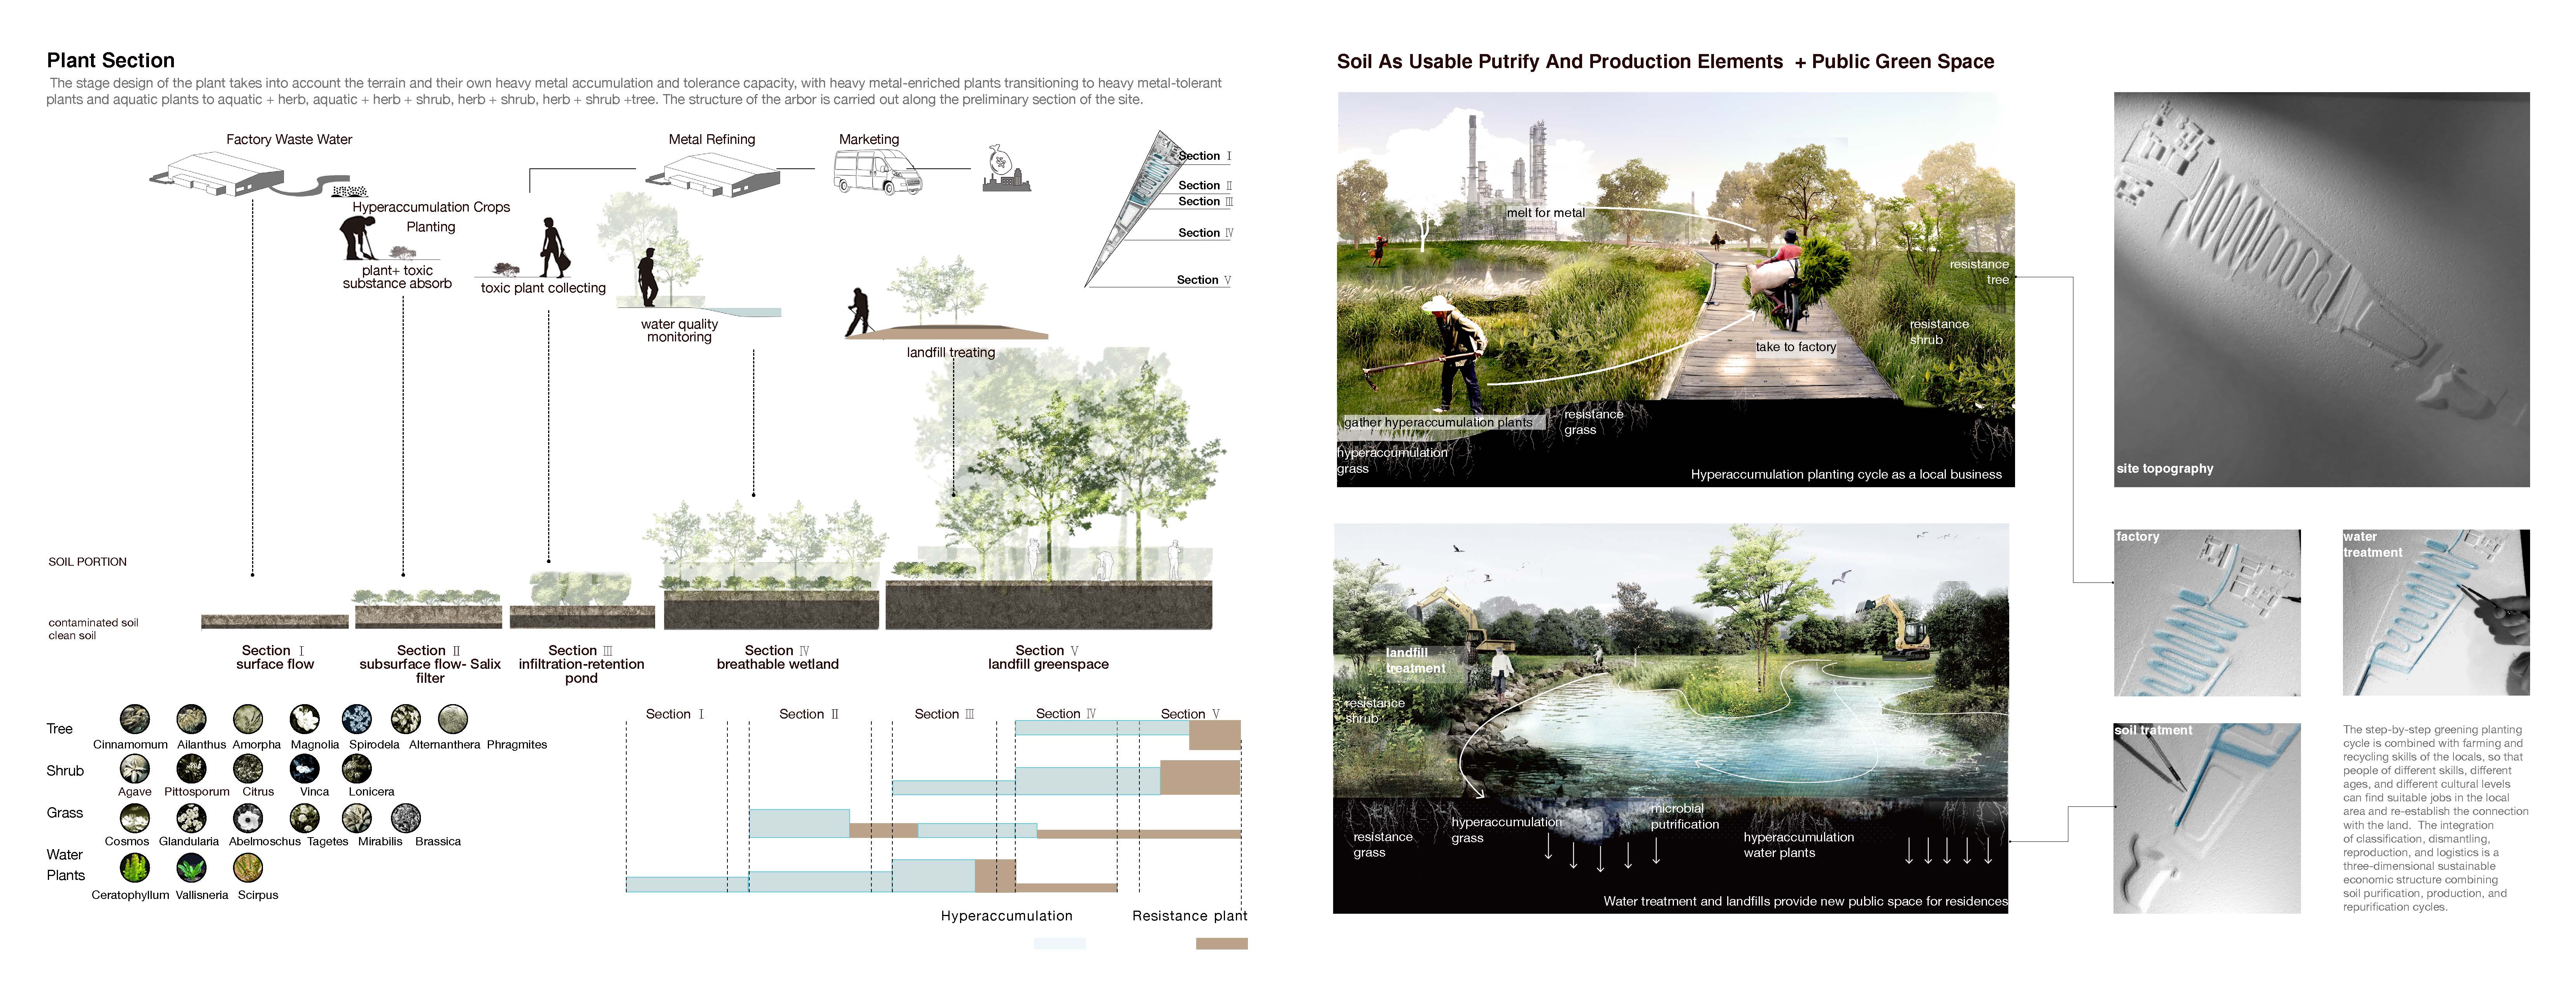 Plant Section
The stage design of the plant takes into account the terrain and their own heavy metal accumulation and tolerance capacity, with heavy metal-enriched plants transitioning to heavy metal-tolerant
plants and aquatic plants to aquatic + herb, aquatic + herb + shrub, herb + shrub, herb + shrub +tree. The structure of the arbor is carried out along the preliminary section of the site.
Factory Waste Water
Metal Refining
Marketing
Hyperaccumulation Crops
Planting
plant+ toxic
substance absorb
toxic plant collecting
water quality
monitoring
landfill treating
Section Ⅰ
Section Ⅱ
Section Ⅲ
Section Ⅳ
Section Ⅴ
SOIL PORTION
contaminated soil
clean soil
Section Ⅰ
surface flow
Section Ⅱ
subsurface flow- Salix
filter
Section Ⅲ
infiltration-retention
pond
Section Ⅳ
breathable wetland
Section Ⅴ
landfill greenspace
Tree
Cinnamomum Ailanthus Amorpha Magnolia Spirodela Alternanthera Phragmites
Shrub
Agave Pittosporum Citrus Vinca Lonicera
Grass
Cosmos Glandularia Abelmoschus Tagetes Mirabilis Brassica
Water
Plants
Ceratophyllum Vallisneria Scirpus
Section Ⅰ Section Ⅱ Section Ⅲ Section Ⅳ Section Ⅴ
Hyperaccumulation Resistance plant
Soil As Usable Putrify And Production Elements + Public Green Space
melt for metal
resistance
tree
resistance
shrub
take to factory
gather hyperaccumulation plants
resistance
grass
hyperaccumulation
grass
Hyperaccumulation planting cycle as a local business
landfill
treatment
resistance
shrub
resistance
grass
hyperaccumulation
grass
microbial
putrification
hyperaccumulation
water plants
Water treatment and landfills provide new public space for residences
site topography
factory
water
treatment
soil tratment
The step-by-step greening planting
cycle is combined with farming and
recycling skills of the locals, so that
people of different skills, different
ages, and different cultural levels
can find suitable jobs in the local
area and re-establish the connection
with the land. The integration
of classification, dismantling,
reproduction, and logistics is a
three-dimensional sustainable
economic structure combining
soil purification, production, and
repurification cycles.